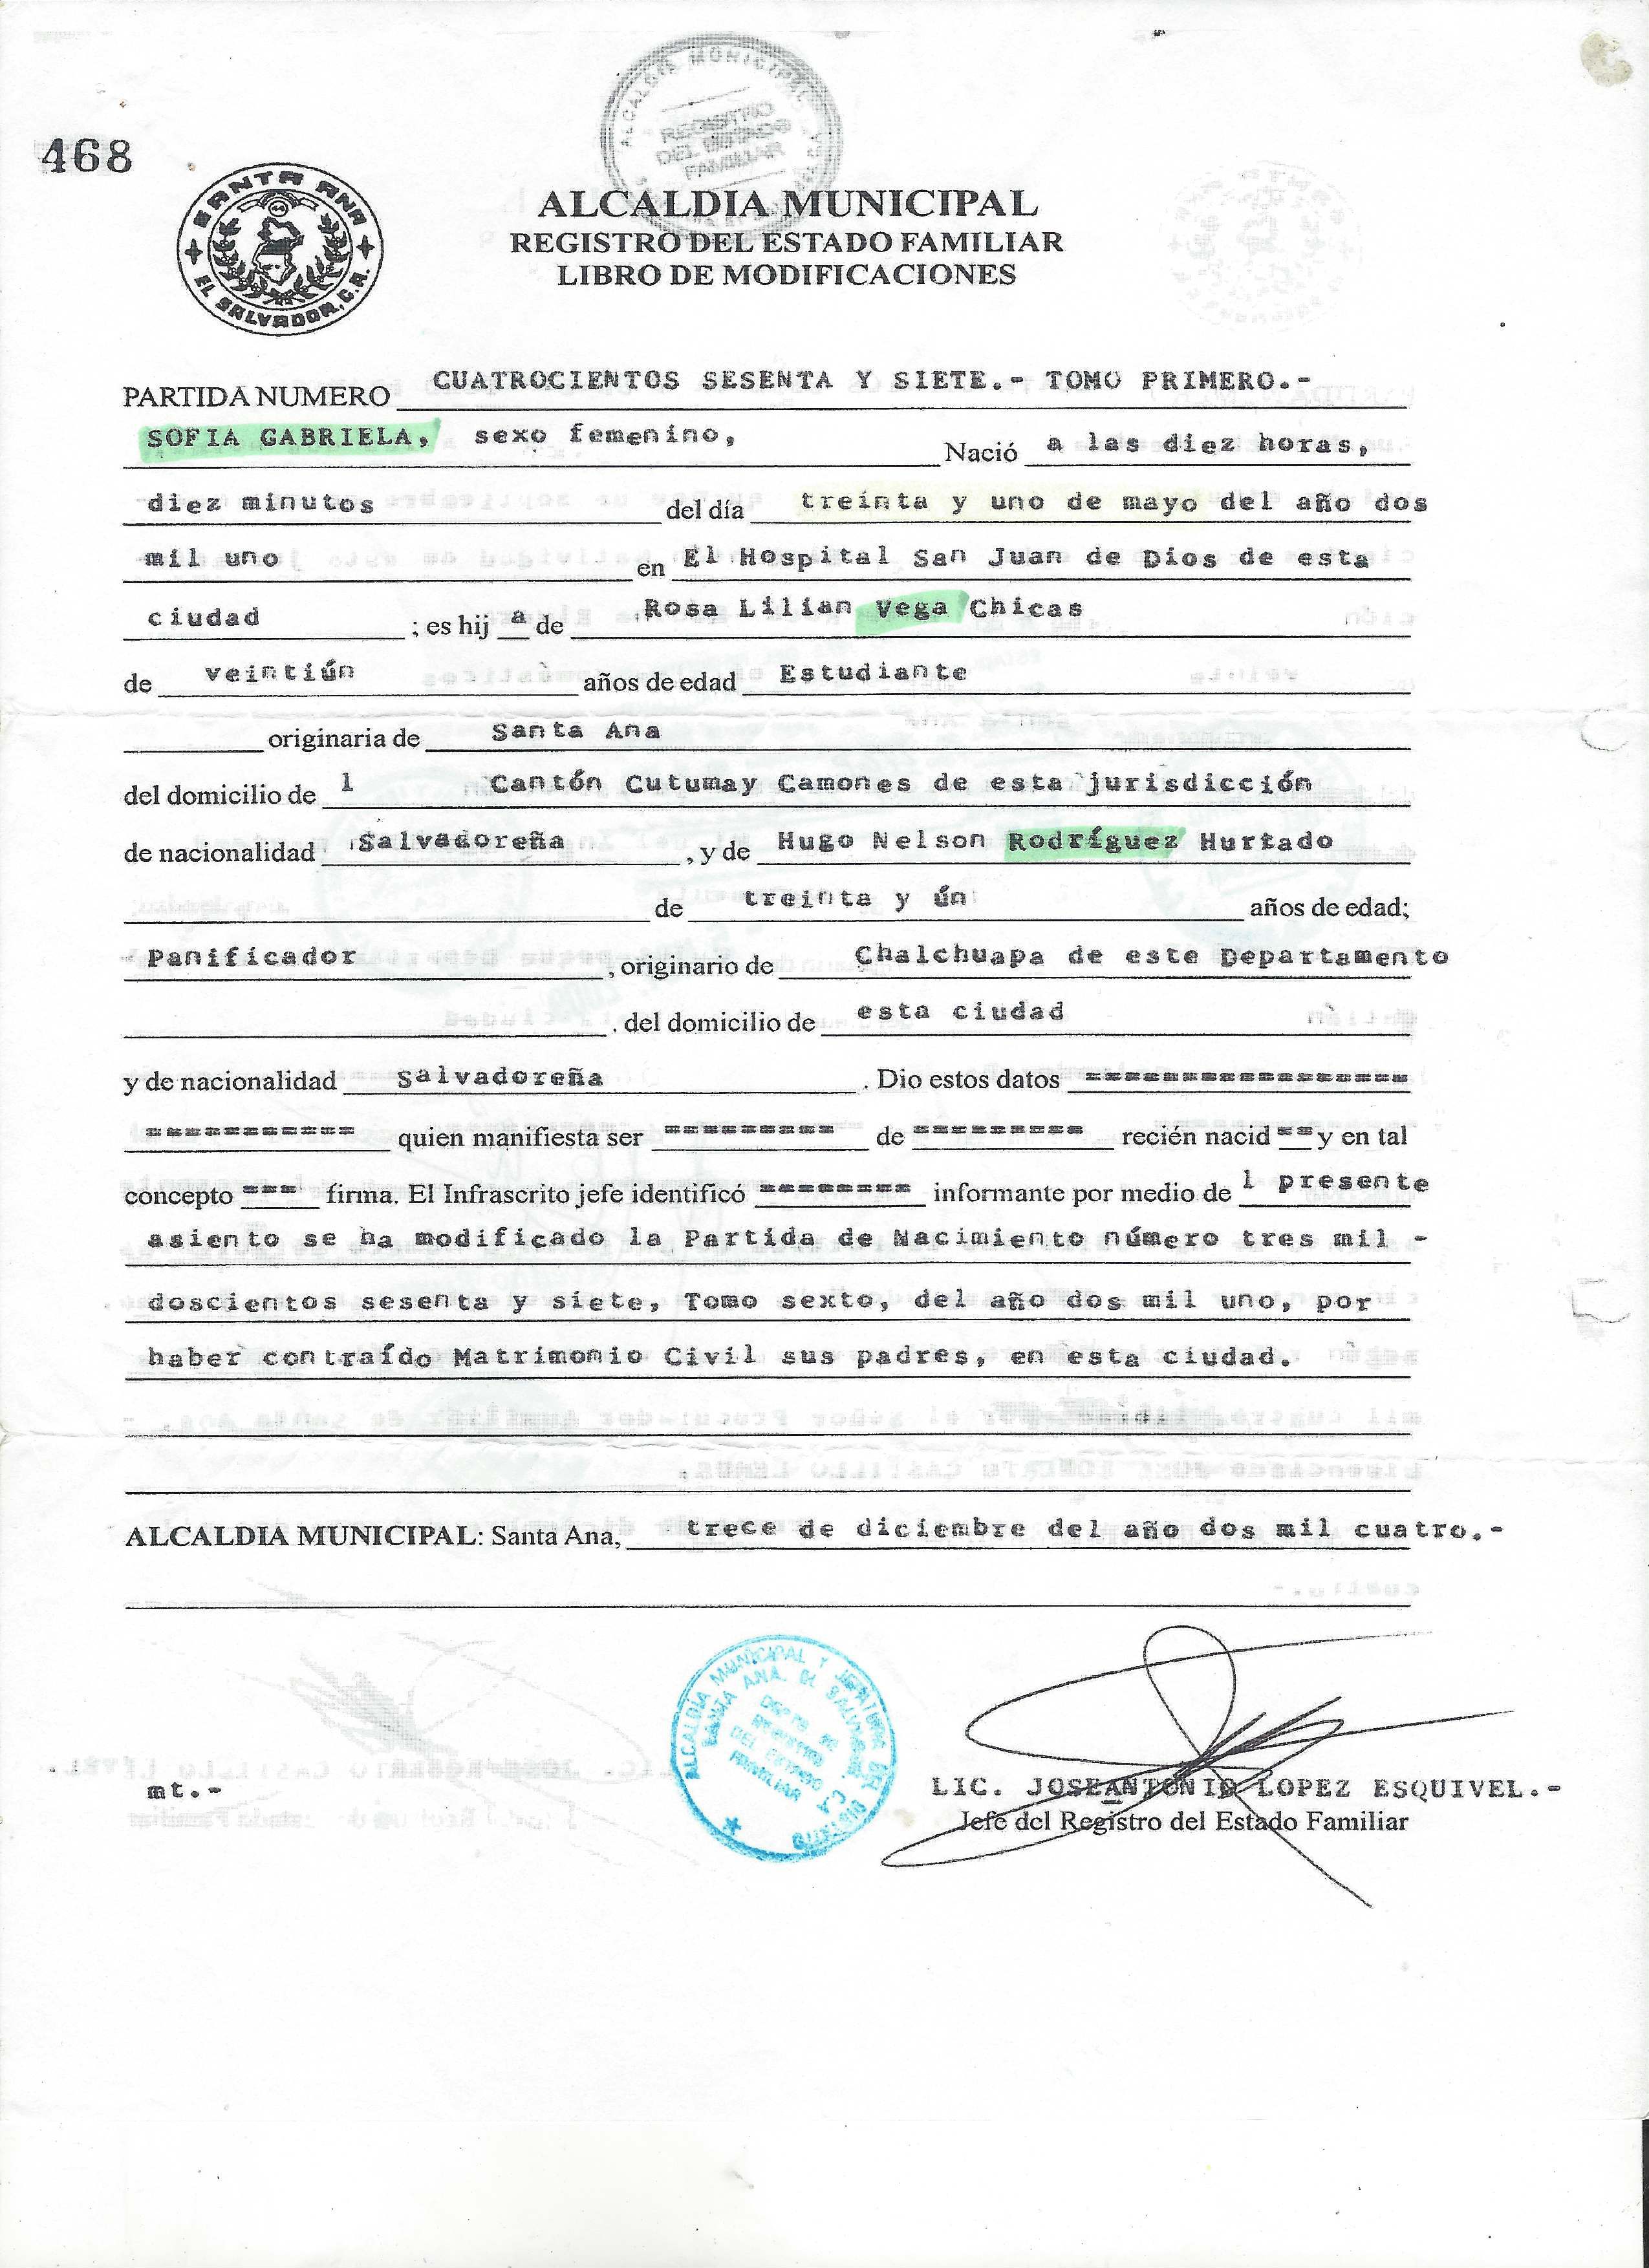 ALCALDIA MUNICIPAL
REGISTRO
DEL ESTADO
FAMILIAR
468
SANTA ANA
EL SALVADOR, C.A.
ALCALDIA MUNICIPAL
REGISTRO DEL ESTADO FAMILIAR
LIBRO DE MODIFICACIONES
PARTIDA NUMERO CUATROCIENTOS SESENTA Y SIETE.- TOMO PRIMERO.-
SOFIA GABRIELA, sexo femenino, Nació a las diez horas,
diez minutos del día treinta y uno de mayo del año dos
mil uno en El Hospital San Juan de Dios de esta
ciudad ; es hij a de Rosa Lilian Vega Chicas
de veintiún años de edad Estudiante
originaria de Santa Ana
del domicilio de l Cantón Cutumay Camones de esta jurisdicción
de nacionalidad Salvadoreña , y de Hugo Nelson Rodríguez Hurtado
de treinta y ún años de edad;
Panificador , originario de Chalchuapa de este Departamento
. del domicilio de esta ciudad
y de nacionalidad Salvadoreña . Dio estos datos =================
=========== quien manifiesta ser ========= de ========= recién nacid == y en tal
concepto === firma. El Infrascrito jefe identificó ======== informante por medio de l presente
asiento se ha modificado la Partida de Nacimiento número tres mil -
doscientos sesenta y siete, Tomo sexto, del año dos mil uno, por
haber contraído Matrimonio Civil sus padres, en esta ciudad.
ALCALDIA MUNICIPAL: Santa Ana, trece de diciembre del año dos mil cuatro.-
ALCALDIA MUNICIPAL Y
SANTA ANA. EL SALVADOR, C.A.
REGISTRO
DEL ESTADO
FAMILIAR
mt.-
LIC. JOSE ANTONIO LOPEZ ESQUIVEL.-
Jefe del Registro del Estado Familiar